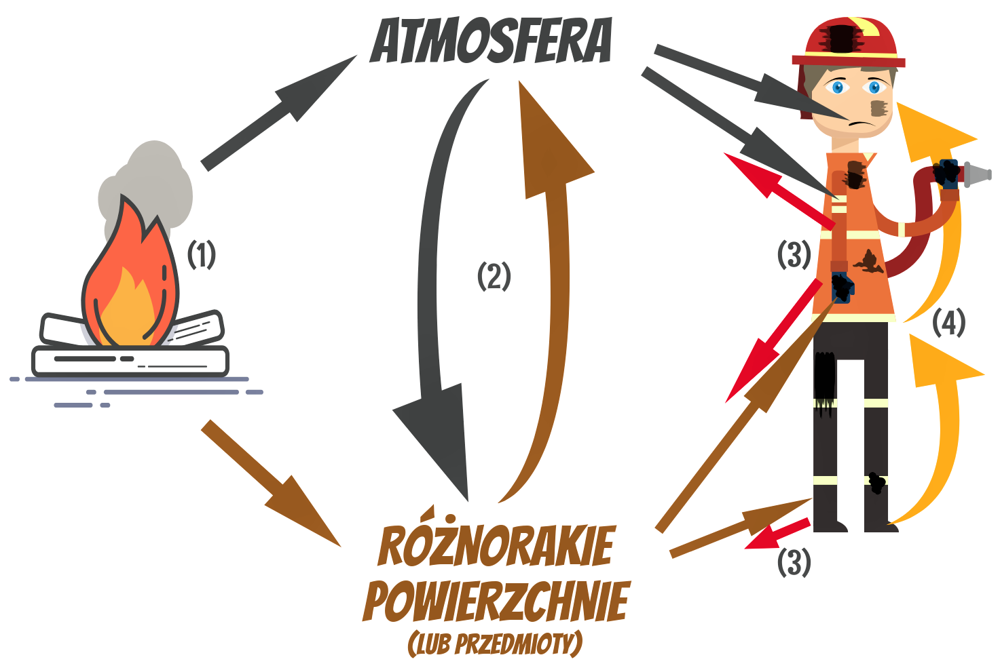 ATMOSFERA
(1)
(2)
(3)
(4)
RÓŻNORAKIE
POWIERZCHNIE
(LUB PRZEDMIOTY)
(3)